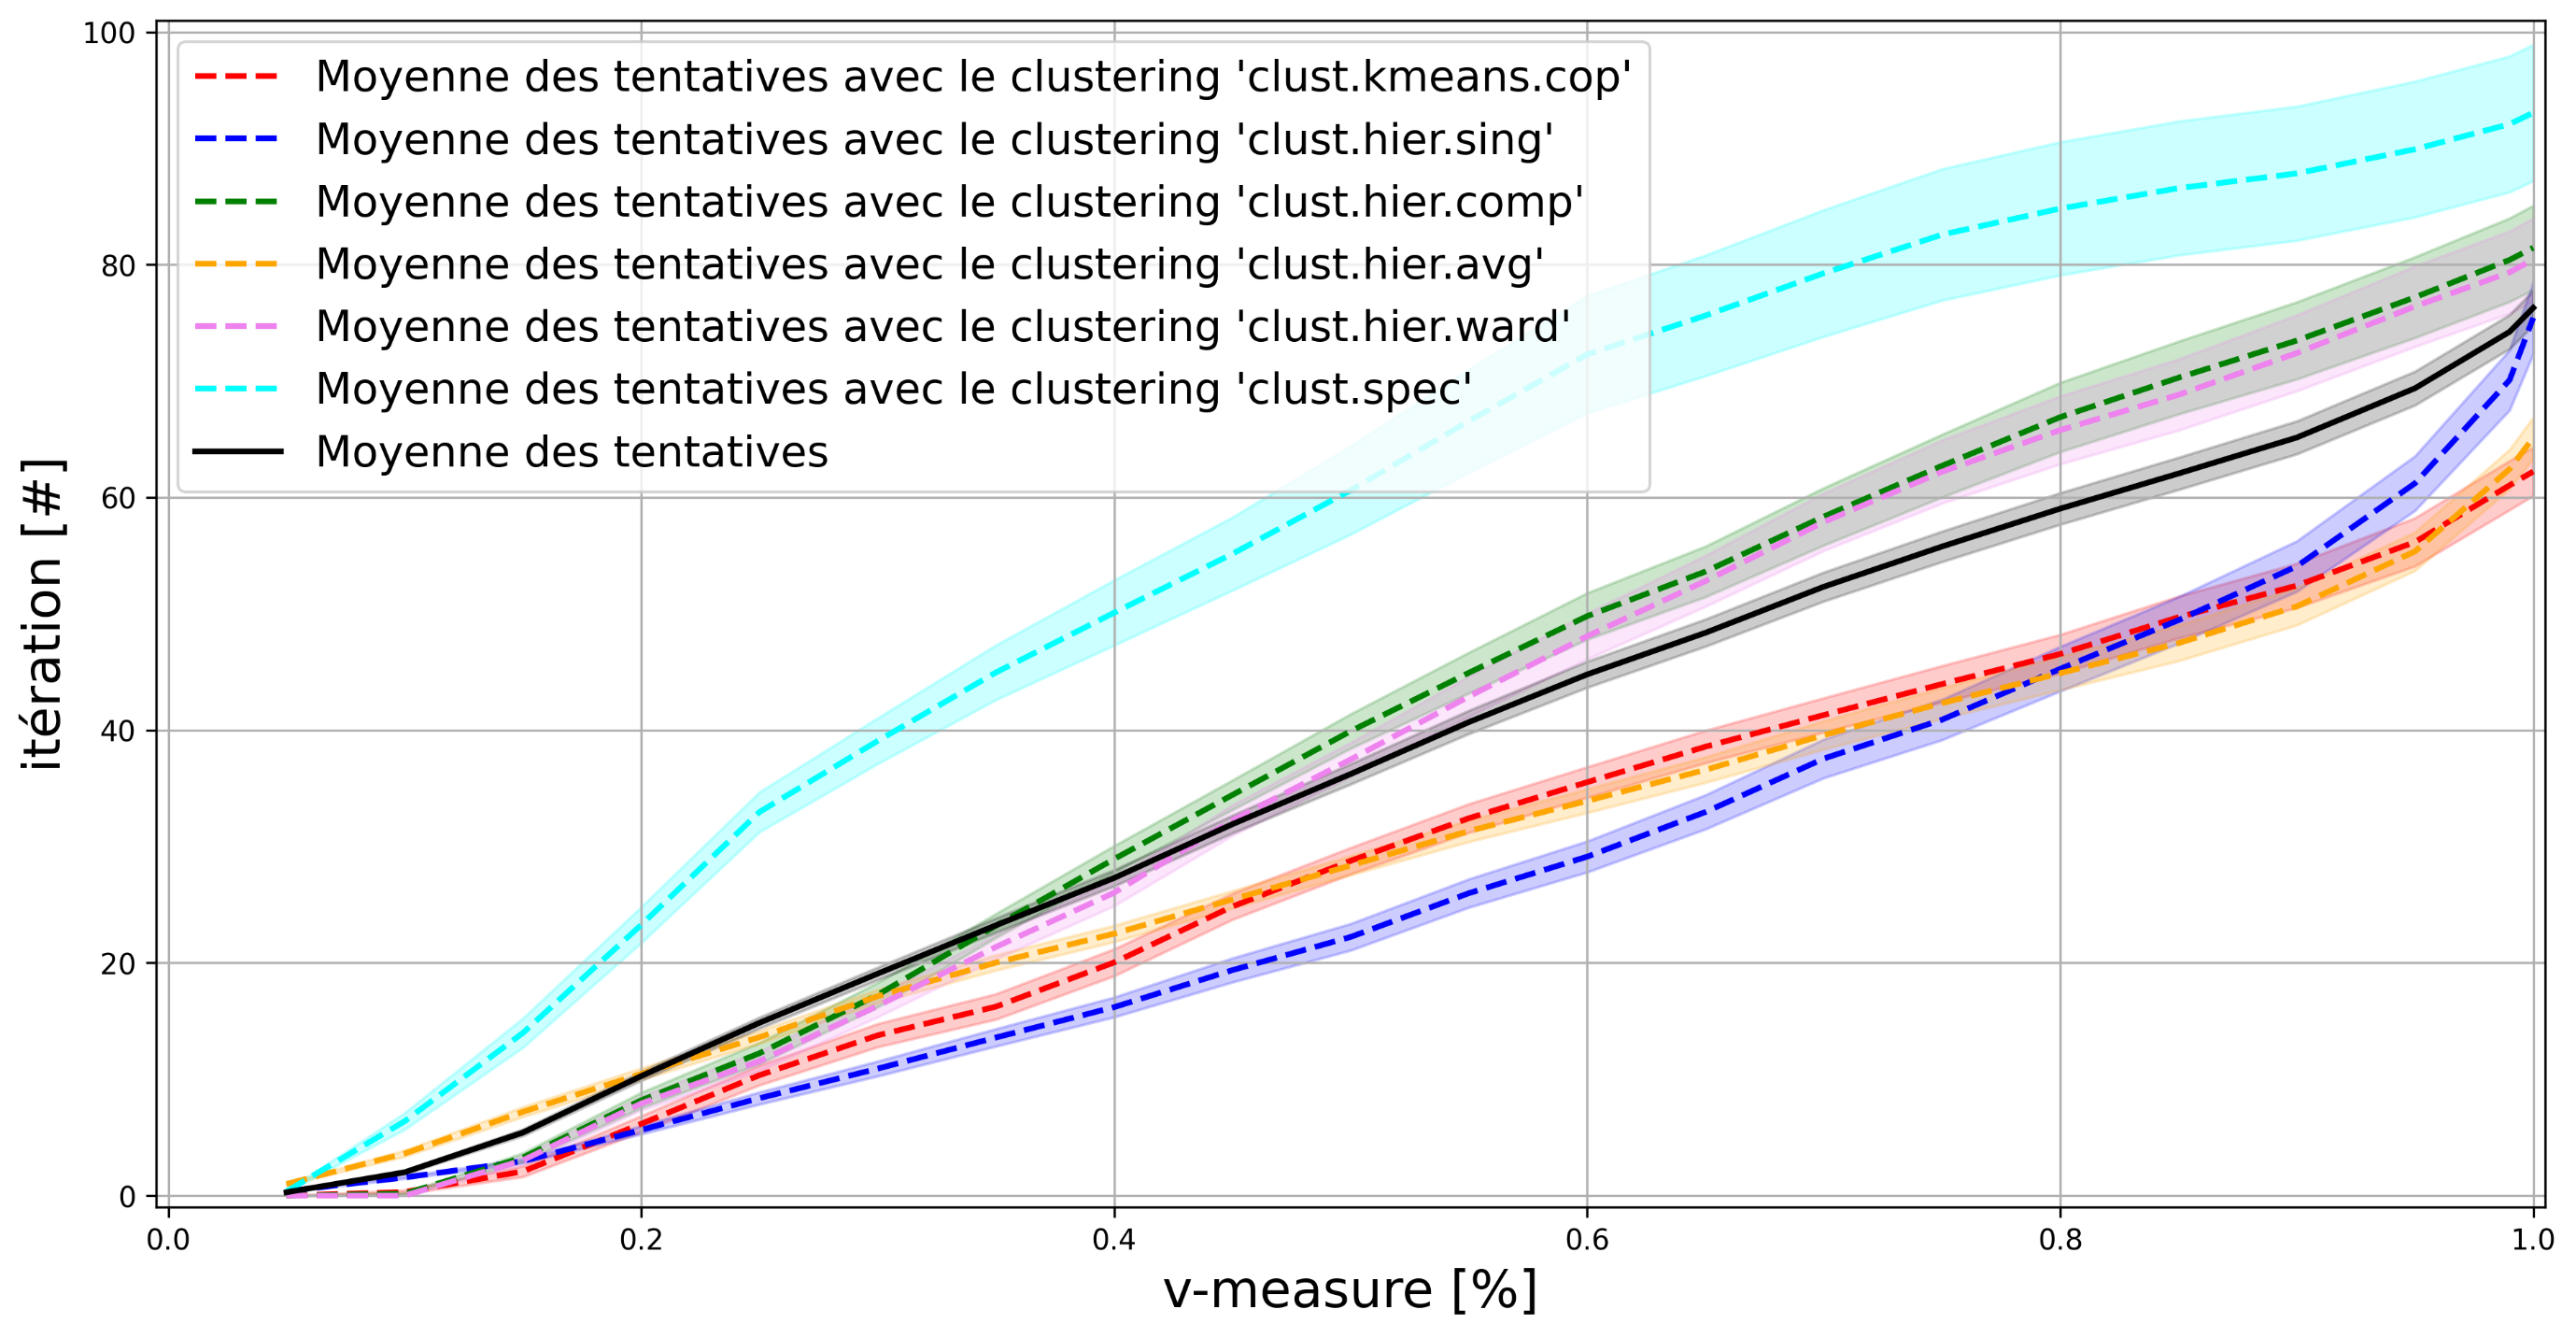 100
80
60
40
20
0
itération [#]
Moyenne des tentatives avec le clustering 'clust.kmeans.cop'
Moyenne des tentatives avec le clustering 'clust.hier.sing'
Moyenne des tentatives avec le clustering 'clust.hier.comp'
Moyenne des tentatives avec le clustering 'clust.hier.avg'
Moyenne des tentatives avec le clustering 'clust.hier.ward'
Moyenne des tentatives avec le clustering 'clust.spec'
Moyenne des tentatives
0.0 0.2 0.4 0.6 0.8 1.0
v-measure [%]